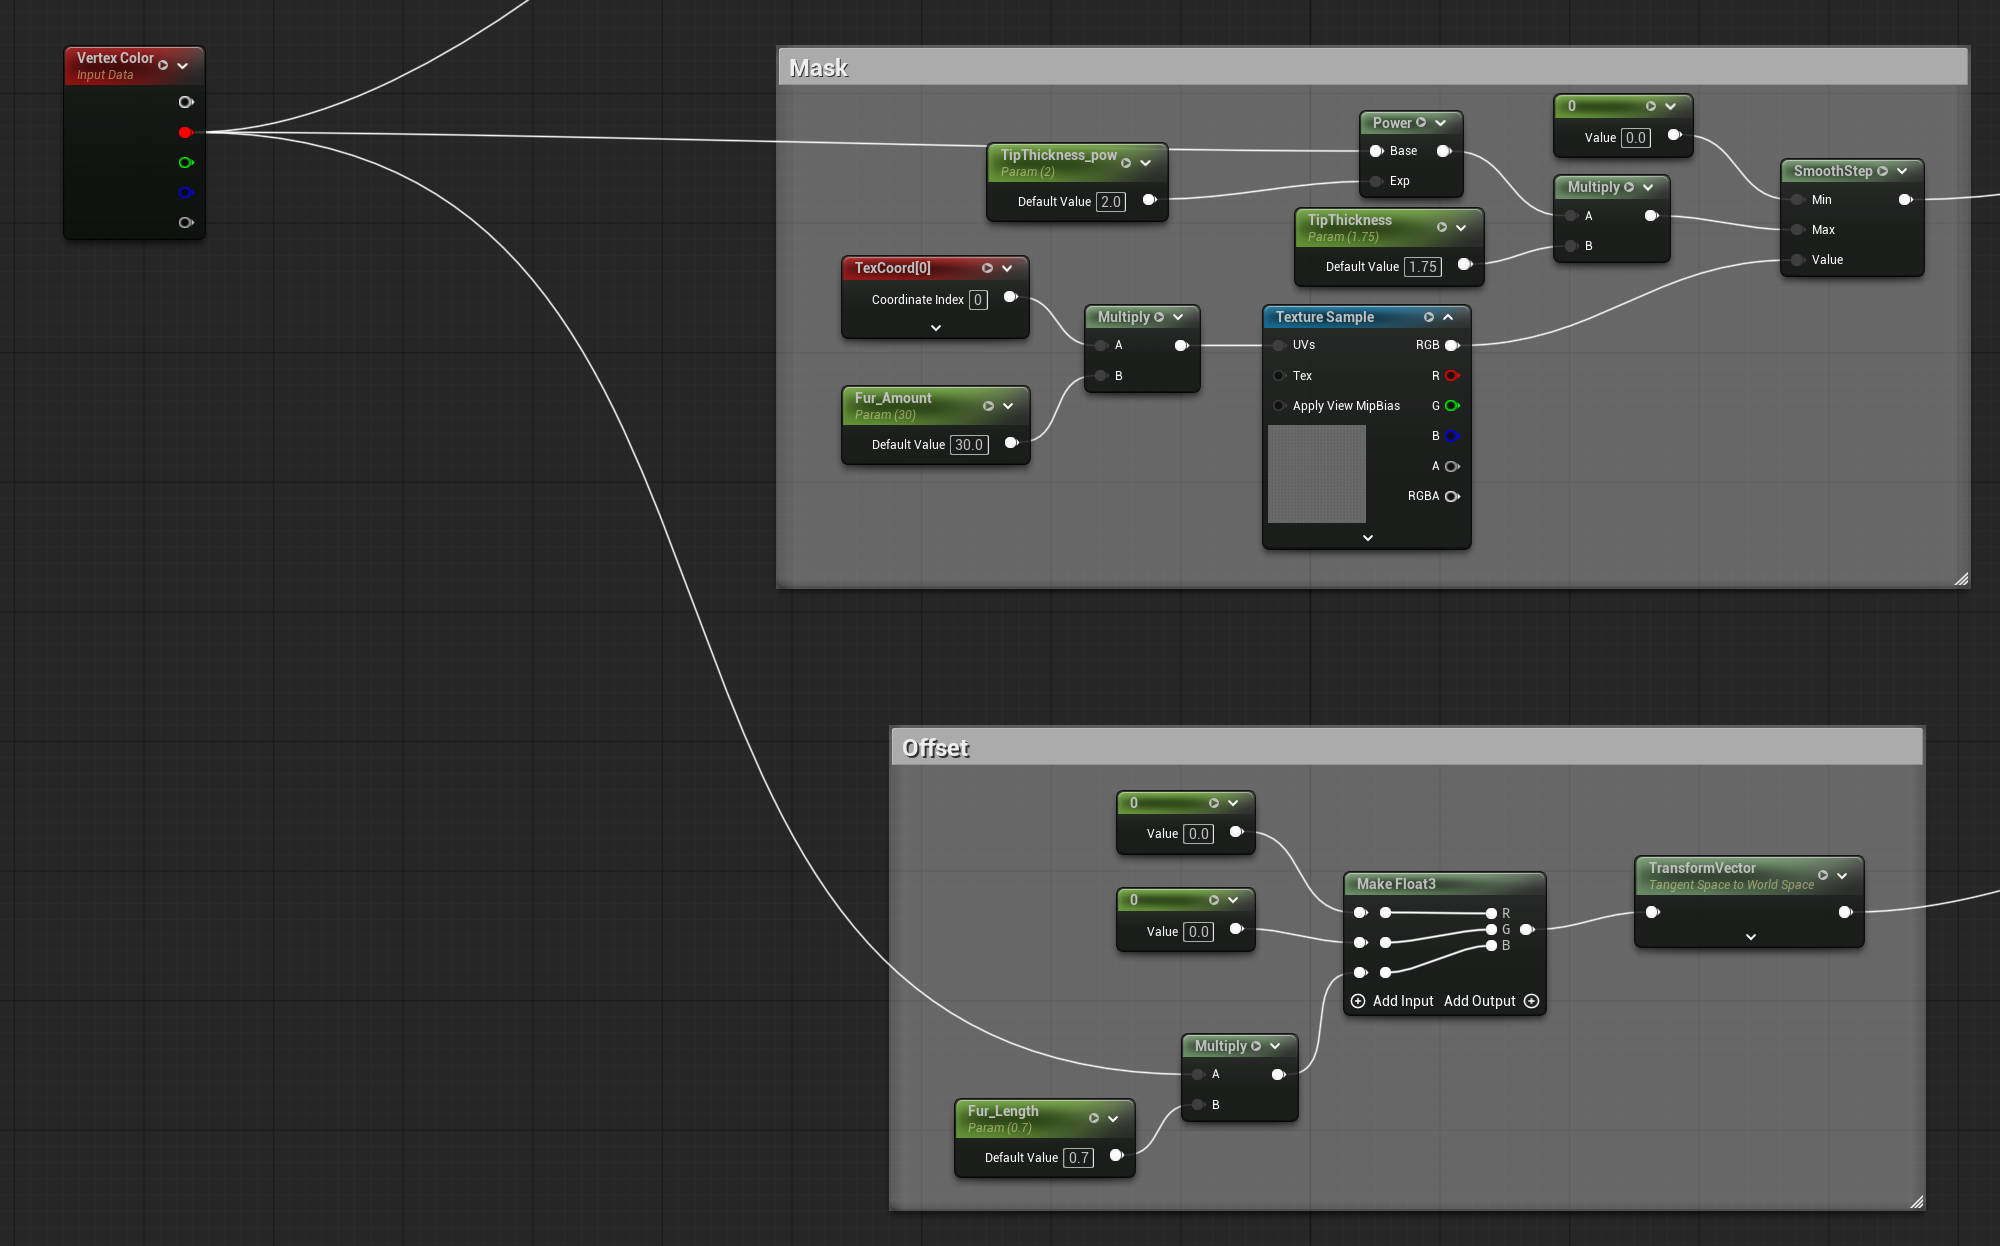 Vertex Color
Input Data
Mask
TipThickness_pow
Param (2)
Default Value 2.0
Power
Base
Exp
0
Value 0.0
Multiply
A
B
SmoothStep
Min
Max
Value
TipThickness
Param (1.75)
Default Value 1.75
TexCoord[0]
Coordinate Index 0
Multiply
A
B
Fur_Amount
Param (30)
Default Value 30.0
Texture Sample
UVs RGB
Tex R
Apply View MipBias G
B
A
RGBA
Offset
0
Value 0.0
0
Value 0.0
Make Float3
R
G
B
Add Input Add Output
TransformVector
Tangent Space to World Space
Multiply
A
B
Fur_Length
Param (0.7)
Default Value 0.7